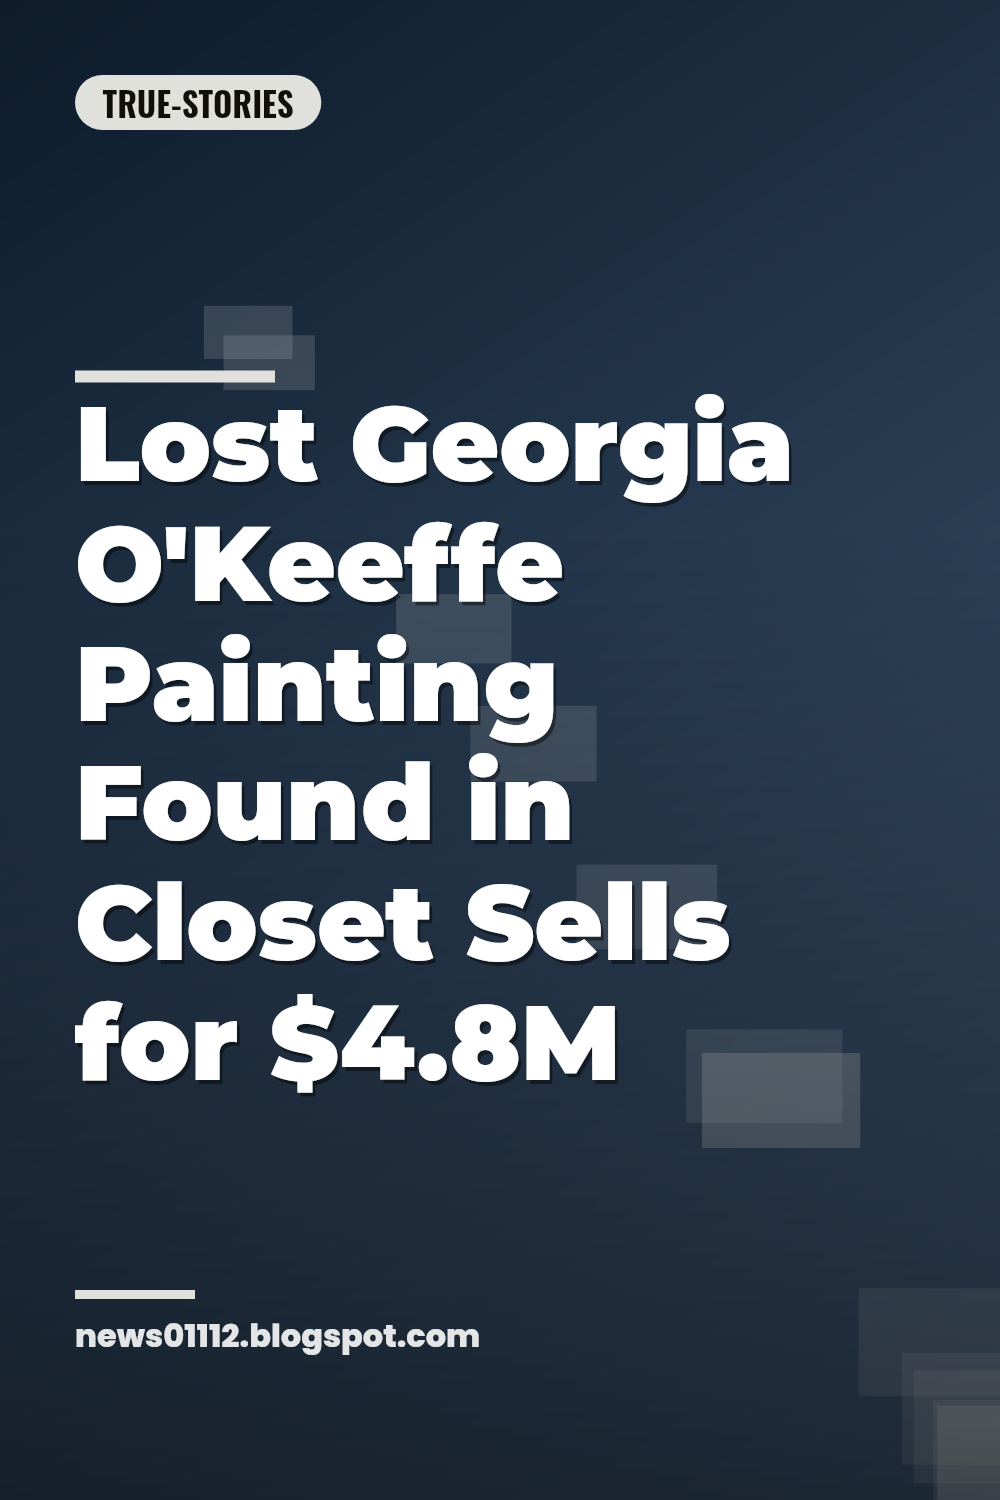 TRUE-STORIES
Lost Georgia
O'Keeffe
Painting
Found in
Closet Sells
for $4.8M
news01112.blogspot.com